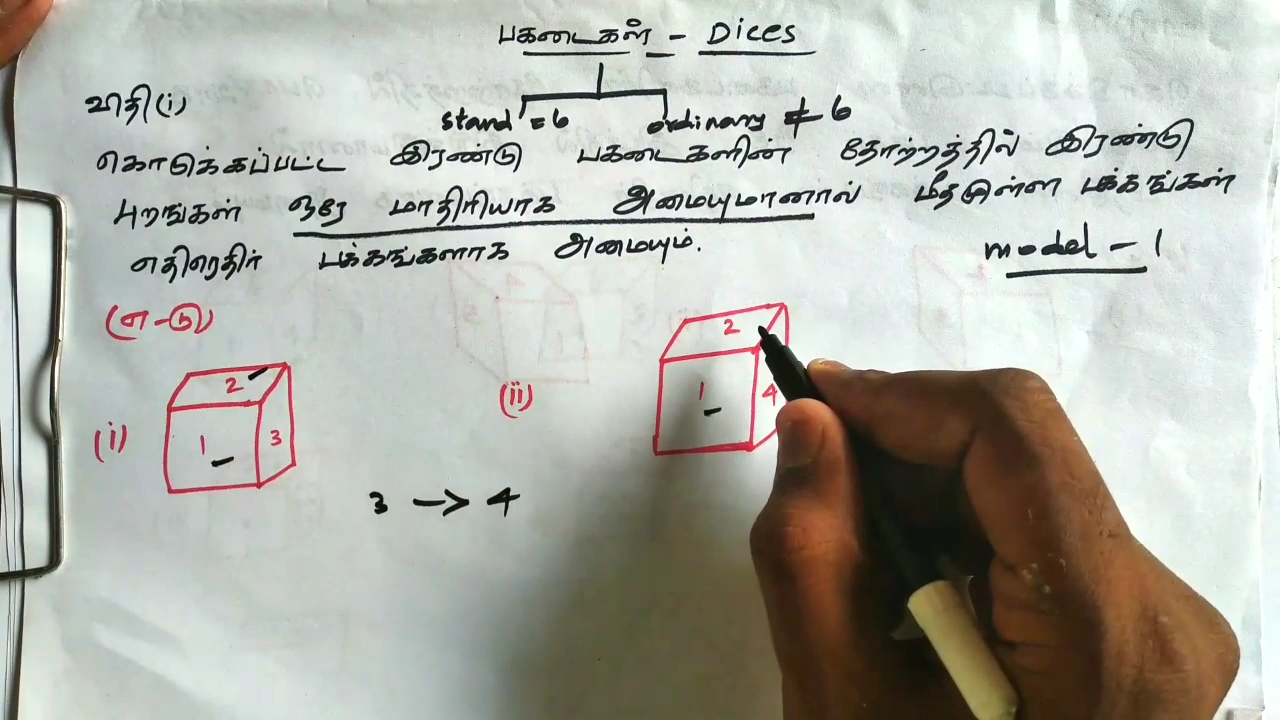 பகடைகள் - Dices
விதி (i)
stand = 6 ordinary ≠ 6
கொடுக்கப்பட்ட இரண்டு பகடைகளின் தோற்றத்தில் இரண்டு
புறங்கள் ஒரே மாதிரியாக அமையுமானால் மீதமுள்ள பக்கங்கள்
எதிரெதிர் பக்கங்களாக அமையும்.
model - 1
(எ-டு)
(i) 2 1 3
(ii) 2 1 4
3 -> 4